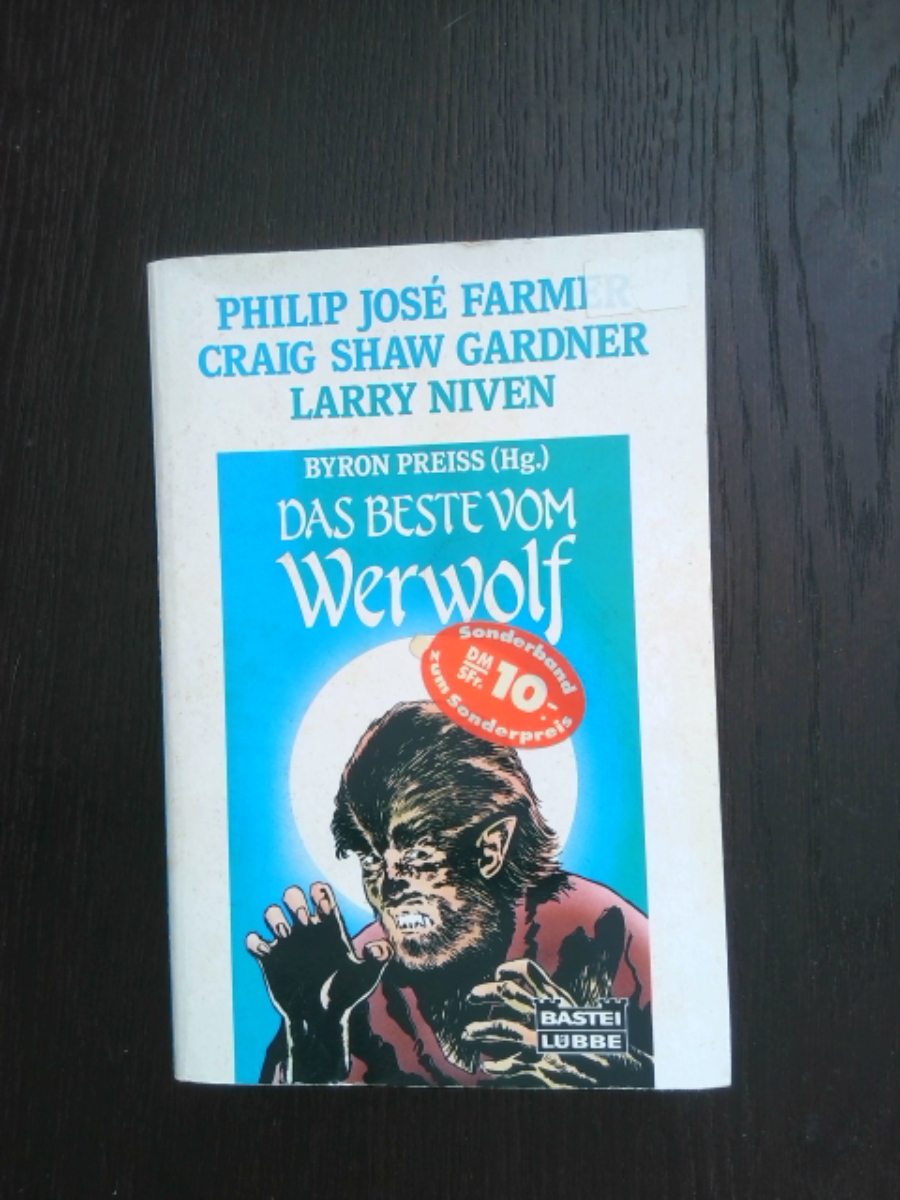 PHILIP JOSÉ FARMER
CRAIG SHAW GARDNER
LARRY NIVEN
BYRON PREISS (Hg.)
DAS BESTE VOM
Werwolf
Sonderband
DM
SFr. 10.-!
zum Sonderpreis
BASTEI
LÜBBE